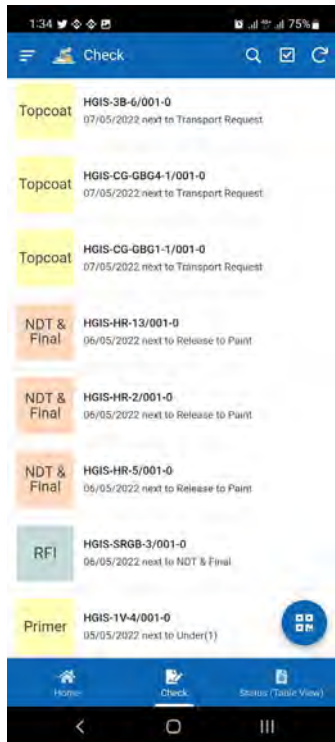 1:34
75%
Check
Topcoat
HGIS-3B-6/001-0
07/05/2022 next to Transport Request
Topcoat
HGIS-CG-GBG4-1/001-0
07/05/2022 next to Transport Request
Topcoat
HGIS-CG-GBG1-1/001-0
07/05/2022 next to Transport Request
NDT &
Final
HGIS-HR-13/001-0
06/05/2022 next to Release to Paint
NDT &
Final
HGIS-HR-2/001-0
06/05/2022 next to Release to Paint
NDT &
Final
HGIS-HR-5/001-0
06/05/2022 next to Release to Paint
RFI
HGIS-SRGB-3/001-0
06/05/2022 next to NDT & Final
Primer
HGIS-1V-4/001-0
05/05/2022 next to Under(1)
Home
Check
Status (Table View)